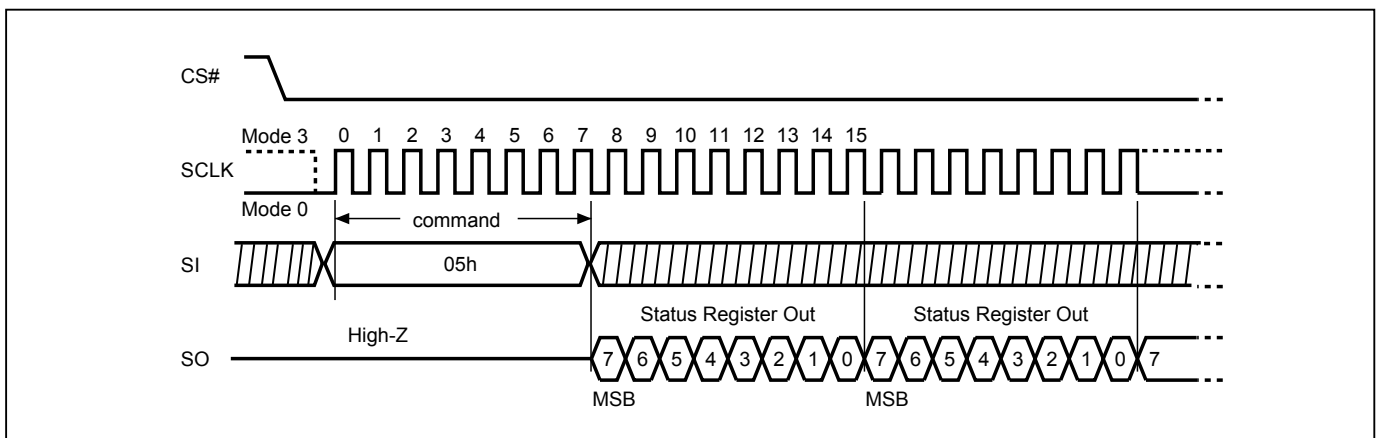 CS#
Mode 3 0 1 2 3 4 5 6 7 8 9 10 11 12 13 14 15
SCLK
Mode 0
command
SI 05h
Status Register Out Status Register Out
High-Z
SO 7 6 5 4 3 2 1 0 7 6 5 4 3 2 1 0 7
MSB MSB